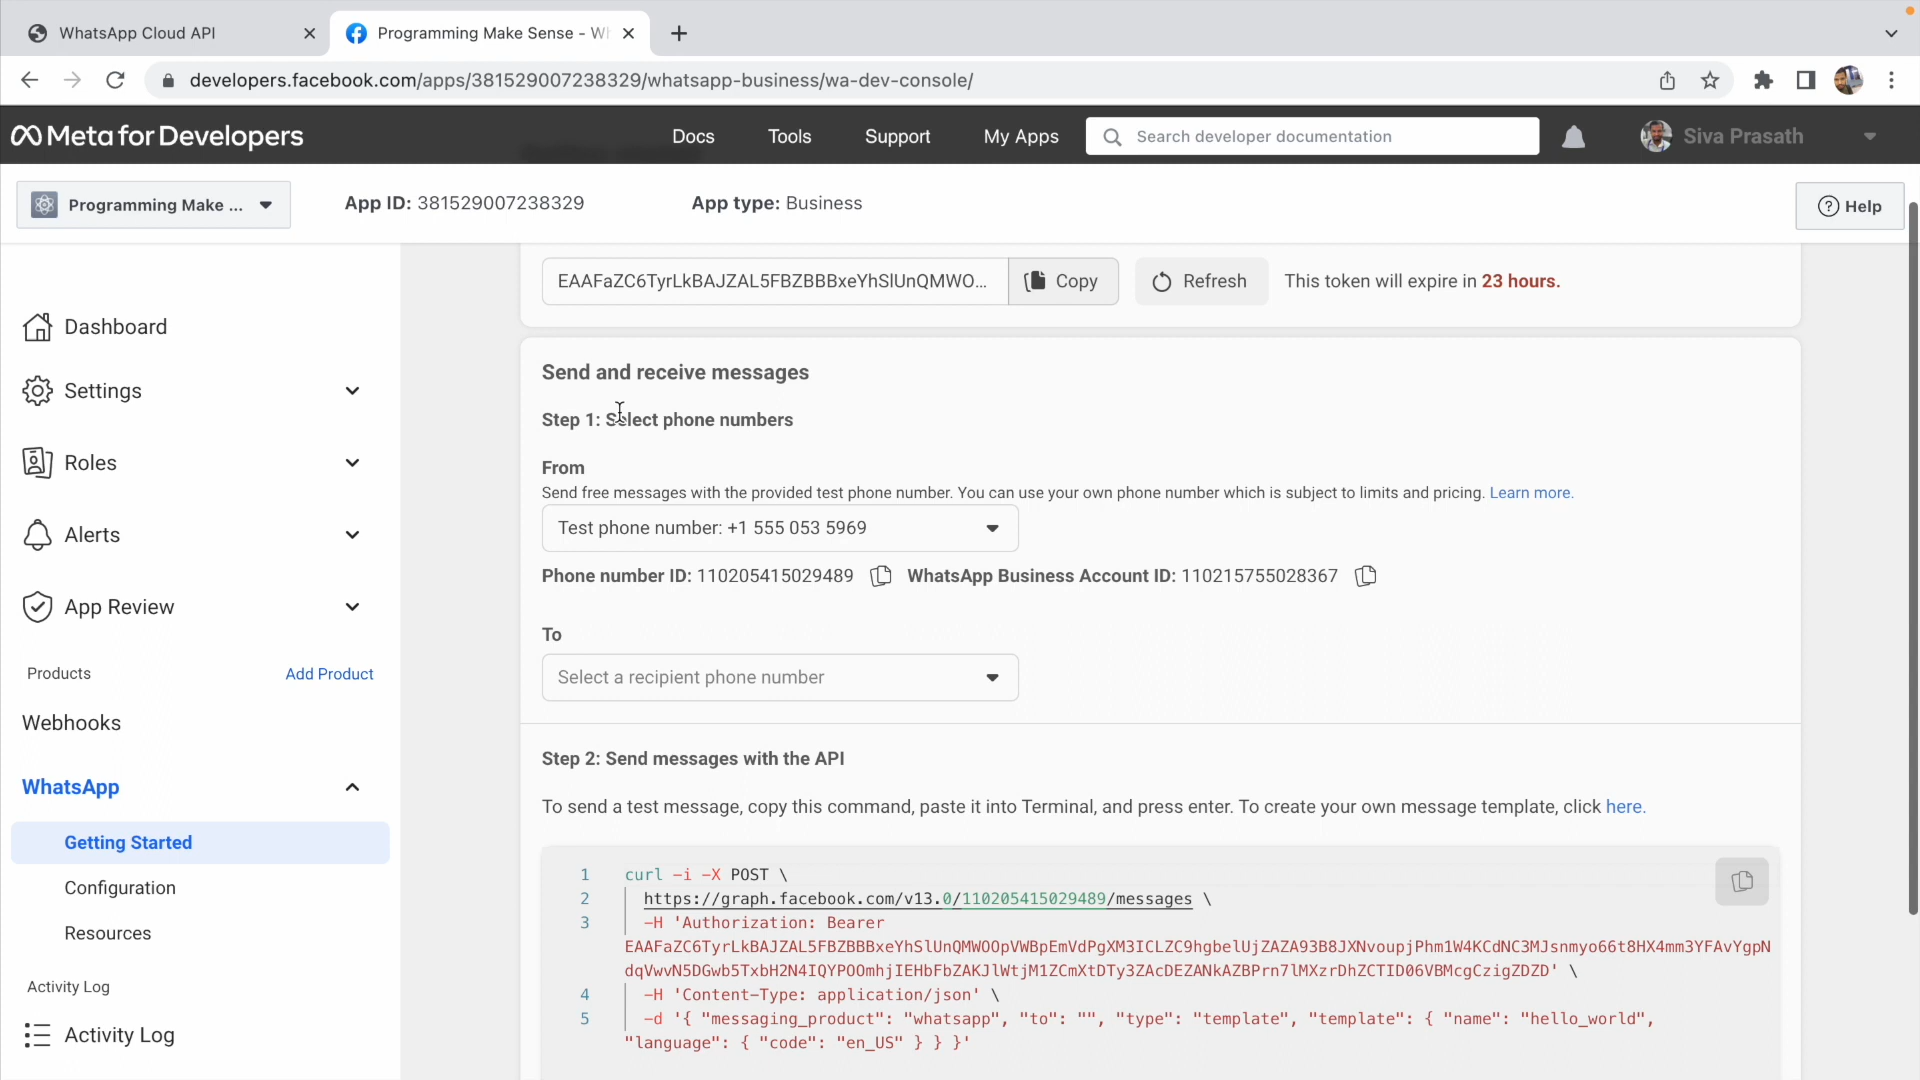 WhatsApp Cloud API
Programming Make Sense - Wh
developers.facebook.com/apps/381529007238329/whatsapp-business/wa-dev-console/
Meta for Developers
Docs
Tools
Support
My Apps
Search developer documentation
Siva Prasath
Programming Make ...
App ID: 381529007238329
App type: Business
Help
Dashboard
Settings
Roles
Alerts
App Review
Products
Add Product
Webhooks
WhatsApp
Getting Started
Configuration
Resources
Activity Log
Activity Log
EAAFaZC6TyrLkBAJZAL5FBZBBBxeYhSlUnQMWO...
Copy
Refresh
This token will expire in 23 hours.
Send and receive messages
Step 1: Select phone numbers
From
Send free messages with the provided test phone number. You can use your own phone number which is subject to limits and pricing. Learn more.
Test phone number: +1 555 053 5969
Phone number ID: 110205415029489
WhatsApp Business Account ID: 110215755028367
To
Select a recipient phone number
Step 2: Send messages with the API
To send a test message, copy this command, paste it into Terminal, and press enter. To create your own message template, click here.
1 curl -i -X POST \
2 https://graph.facebook.com/v13.0/110205415029489/messages \
3 -H 'Authorization: Bearer
EAAFaZC6TyrLkBAJZAL5FBZBBBxeYhSlUnQMWOOpVWBpEmVdPgXM3ICLZC9hgbelUjZAZA93B8JXNvoupjPhm1W4KCdNC3MJsnmyo66t8HX4mm3YFAvYgpN
dqVwvN5DGwb5TxbH2N4IQYPOOmhjIEHbFbZAKJlWtjM1ZCmXtDTy3ZAcDEZANkAZBPrn7lMXzrDhZCTID06VBMcgCzigZDZD' \
4 -H 'Content-Type: application/json' \
5 -d '{ "messaging_product": "whatsapp", "to": "", "type": "template", "template": { "name": "hello_world",
"language": { "code": "en_US" } } }'